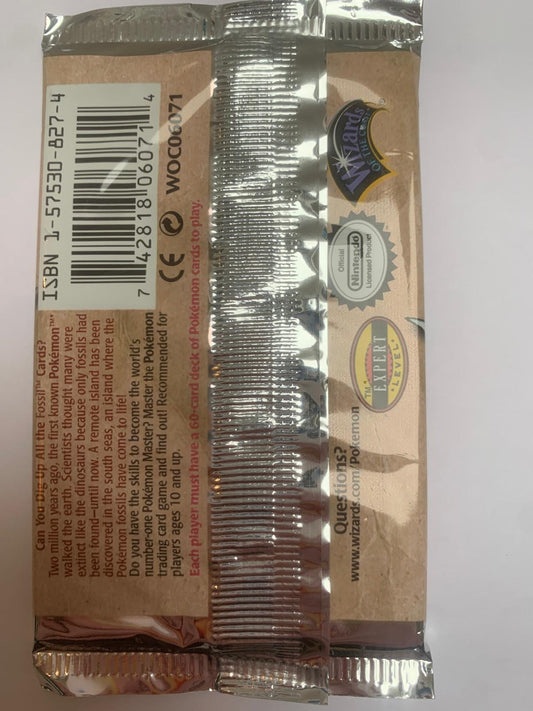 Can You Dig Up All the Fossil™ Cards?
Two million years ago, the first known Pokémon™
walked the earth. Scientists thought many were
extinct like the dinosaurs because only fossils had
been found—until now. A remote island has been
discovered in the south seas, an island where the
Pokémon fossils have come to life!
Do you have the skills to become the world's
number-one Pokémon Master? Master the Pokémon
trading card game and find out! Recommended for
players ages 10 and up.
Each player must have a 60-card deck of Pokémon cards to play.
ISBN 1-57530-827-4
7 42818 06071 4
CE WOC06071
Questions?
www.wizards.com/Pokemon
TM
EXPERT
LEVEL
Official
Nintendo
Licensed Product
Wizards
OF THE COAST